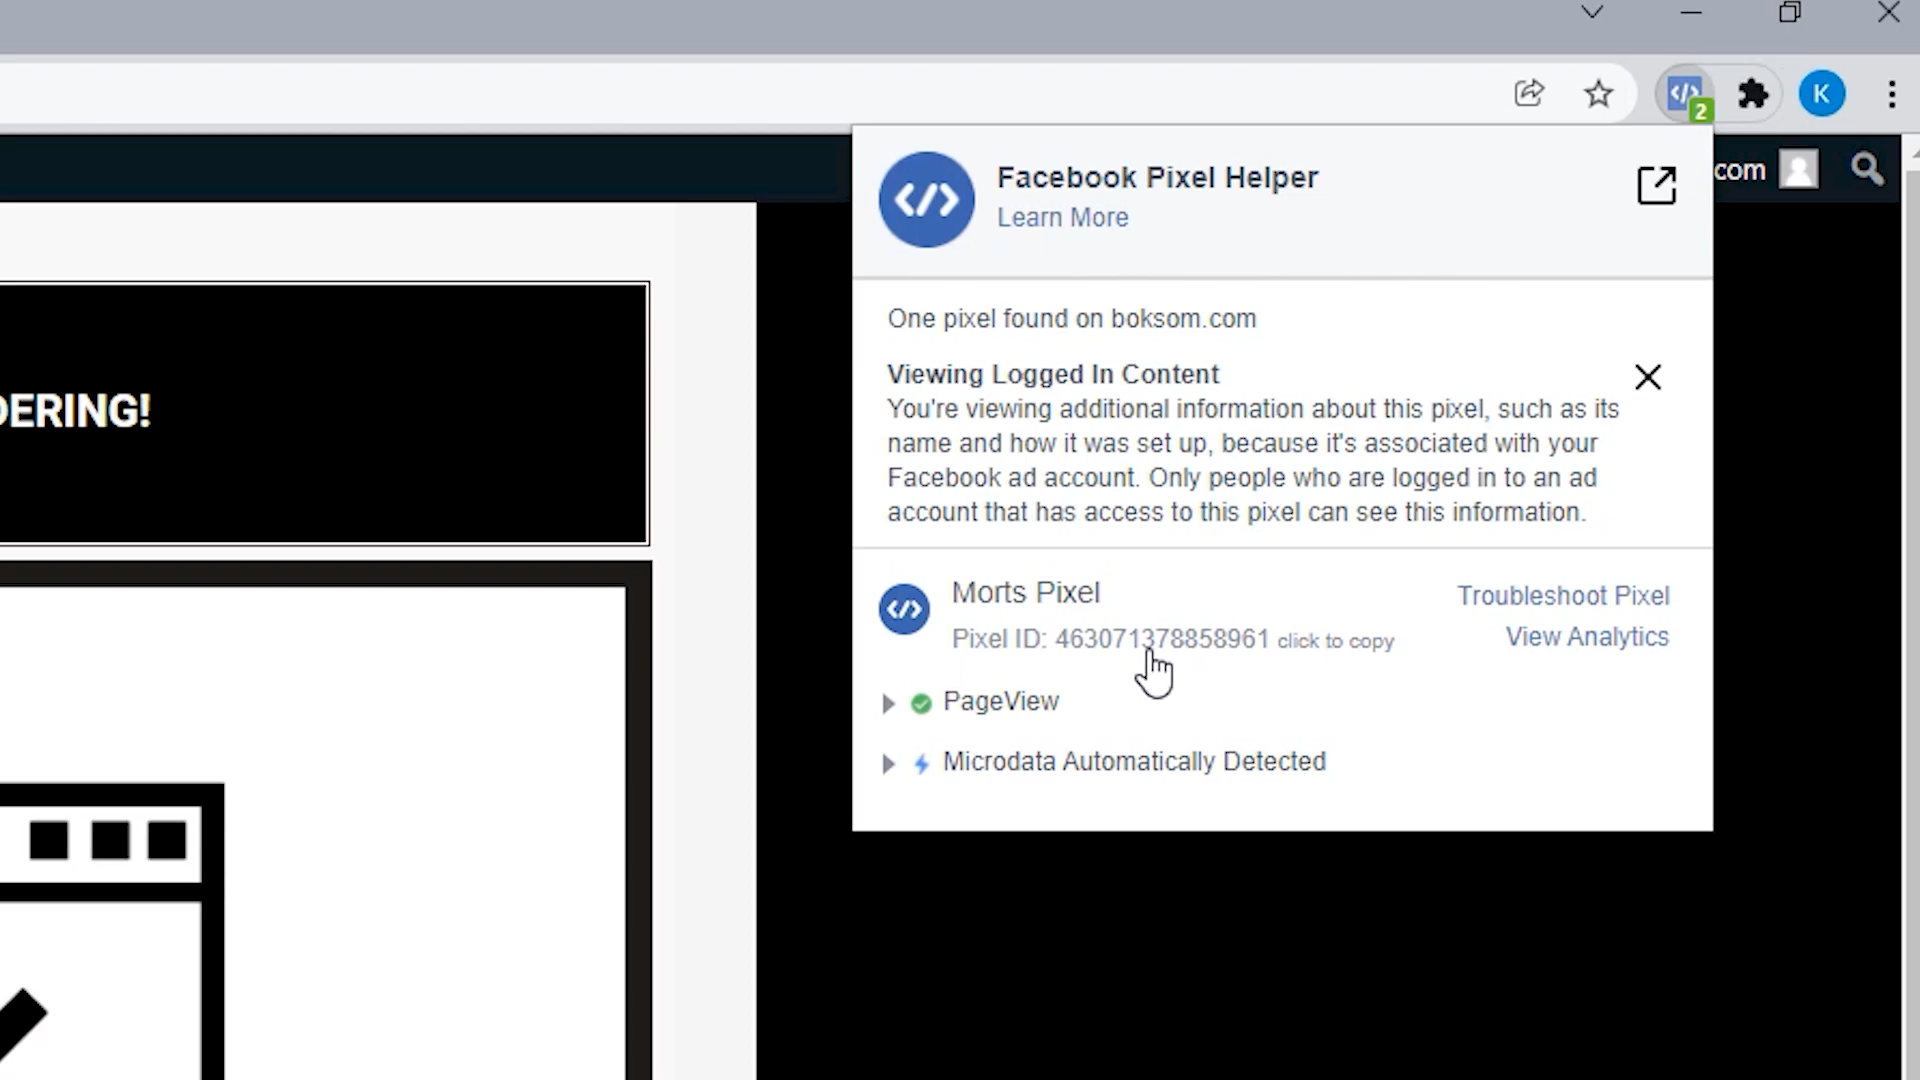 K
2
com
Facebook Pixel Helper
Learn More
One pixel found on boksom.com
Viewing Logged In Content
You're viewing additional information about this pixel, such as its
name and how it was set up, because it's associated with your
Facebook ad account. Only people who are logged in to an ad
account that has access to this pixel can see this information.
DERING!
Morts Pixel
Troubleshoot Pixel
Pixel ID: 463071378858961 click to copy
View Analytics
PageView
Microdata Automatically Detected